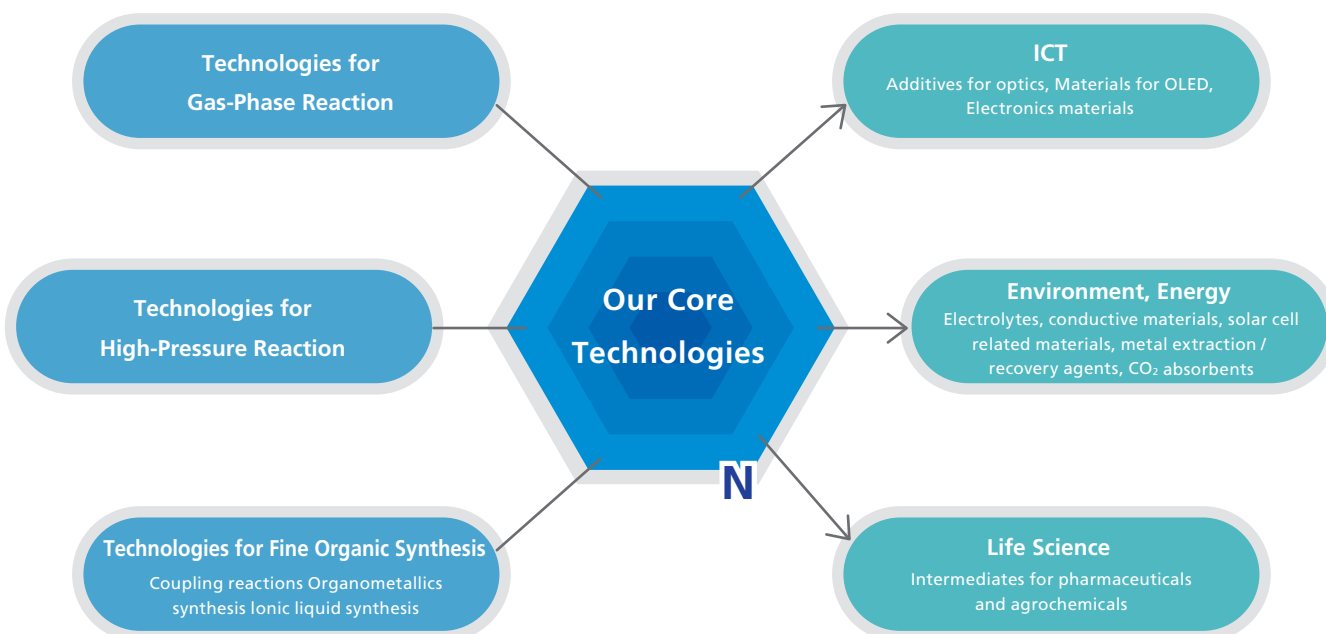 Technologies for
Gas-Phase Reaction
Technologies for
High-Pressure Reaction
Technologies for Fine Organic Synthesis
Coupling reactions Organometallics
synthesis Ionic liquid synthesis
Our Core
Technologies
N
ICT
Additives for optics, Materials for OLED,
Electronics materials
Environment, Energy
Electrolytes, conductive materials, solar cell
related materials, metal extraction /
recovery agents, CO₂ absorbents
Life Science
Intermediates for pharmaceuticals
and agrochemicals